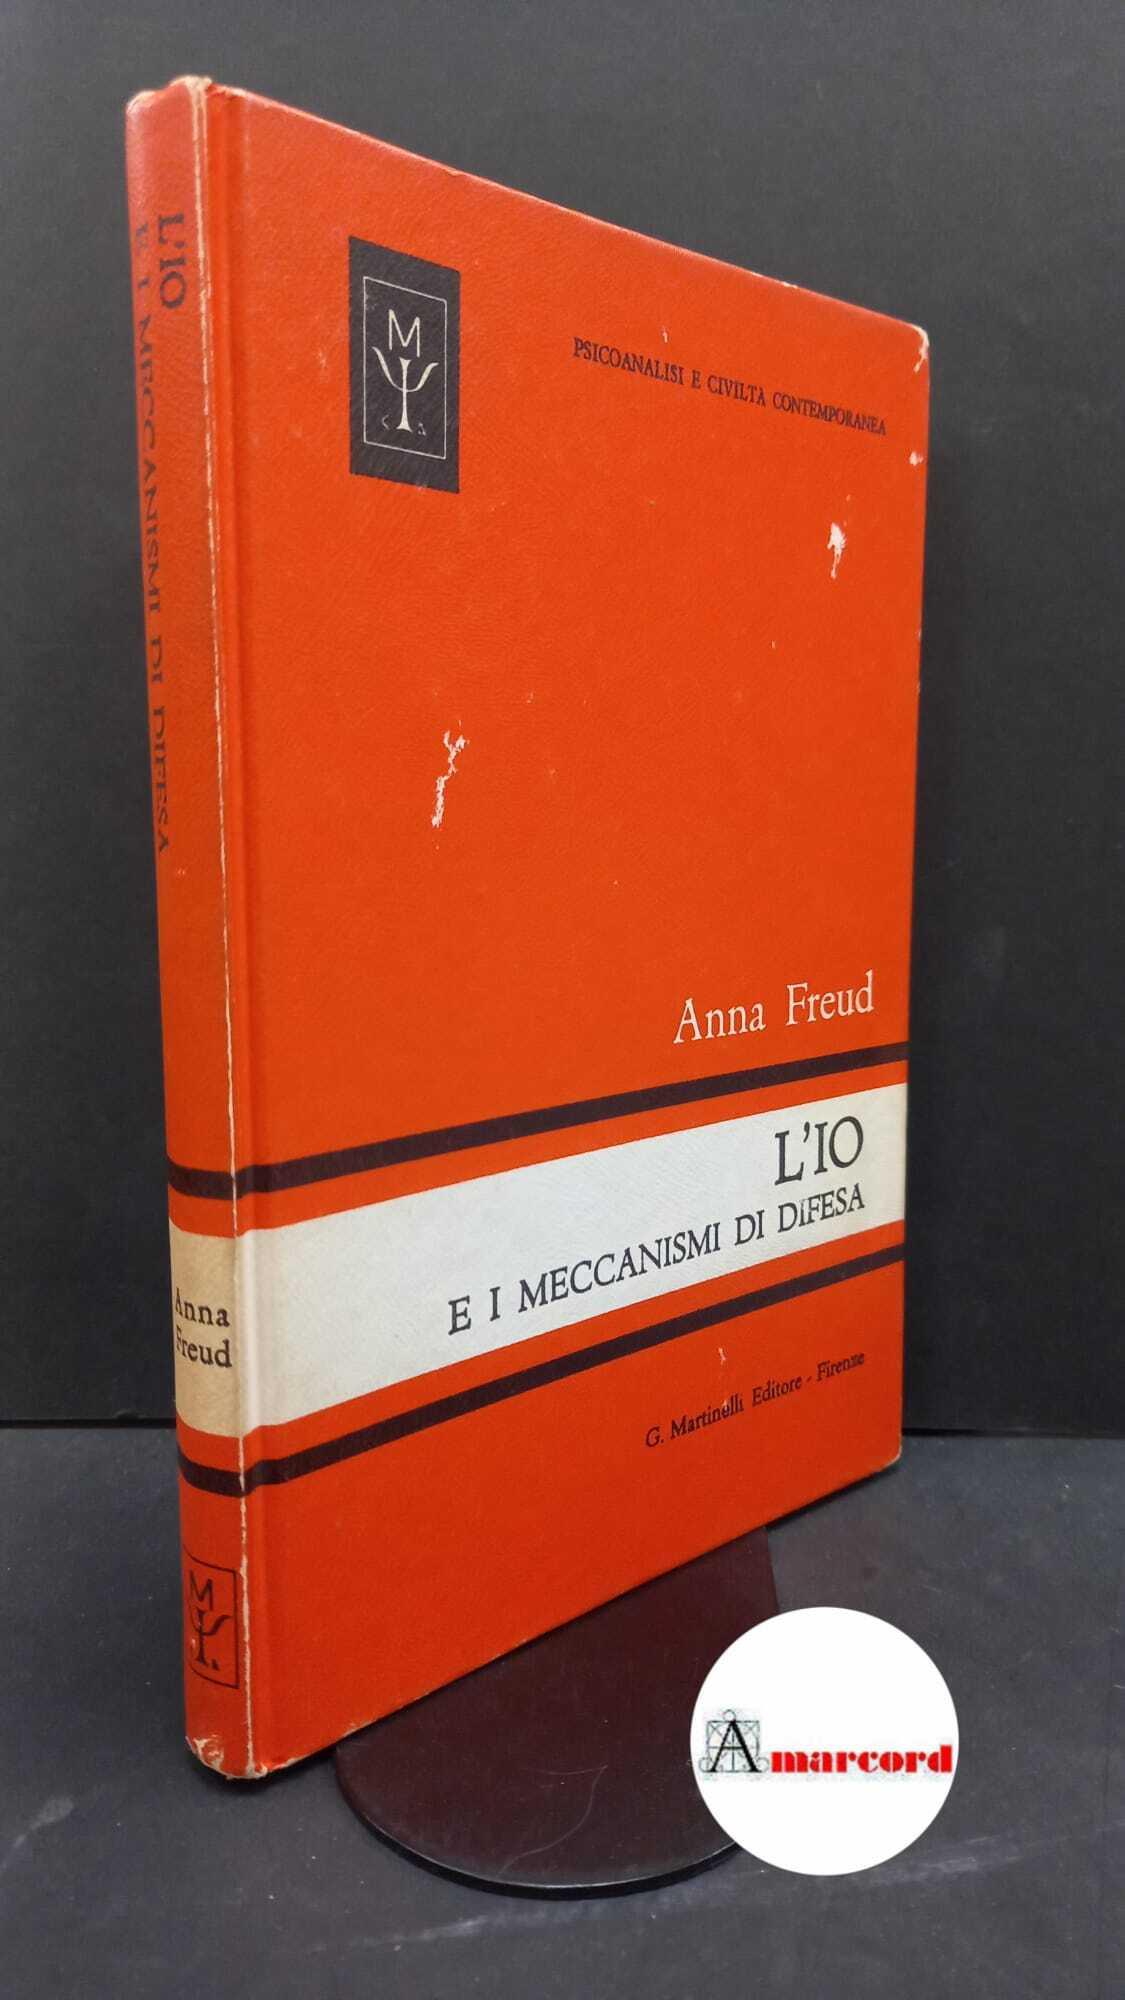 L'IO
E I MECCANISMI DI DIFESA
Anna
Freud
M
M
PSICOANALISI E CIVILTÀ CONTEMPORANEA
Anna Freud
L'IO
E I MECCANISMI DI DIFESA
G. Martinelli Editore - Firenze
Amarcord